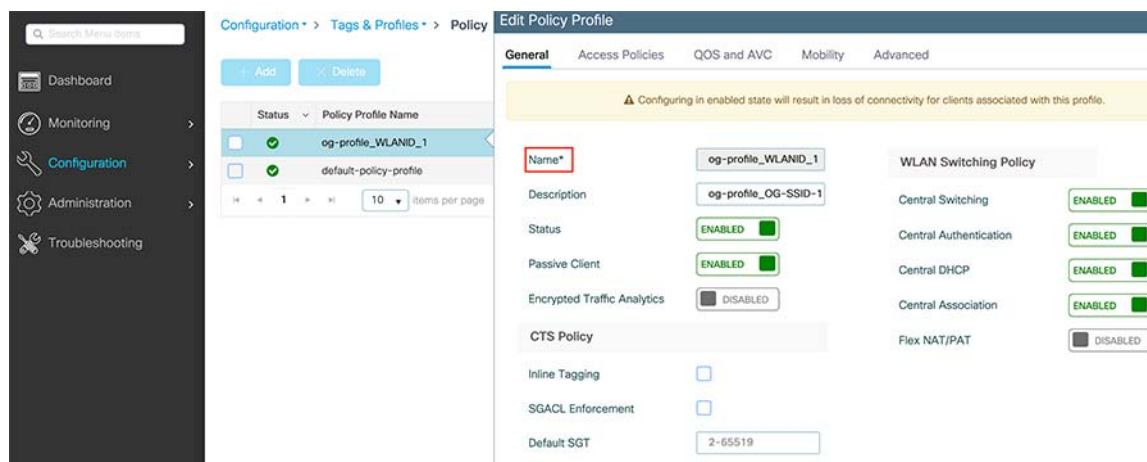 Search Menu Items
Dashboard
Monitoring
Configuration
Administration
Troubleshooting
Configuration > Tags & Profiles > Policy
+ Add
× Delete
Status Policy Profile Name
og-profile_WLANID_1
default-policy-profile
1 10 items per page
Edit Policy Profile
General Access Policies QOS and AVC Mobility Advanced
Configuring in enabled state will result in loss of connectivity for clients associated with this profile.
Name* og-profile_WLANID_1
Description og-profile_OG-SSID-1
Status ENABLED
Passive Client ENABLED
Encrypted Traffic Analytics DISABLED
CTS Policy
Inline Tagging
SGACL Enforcement
Default SGT 2-65519
WLAN Switching Policy
Central Switching ENABLED
Central Authentication ENABLED
Central DHCP ENABLED
Central Association ENABLED
Flex NAT/PAT DISABLED